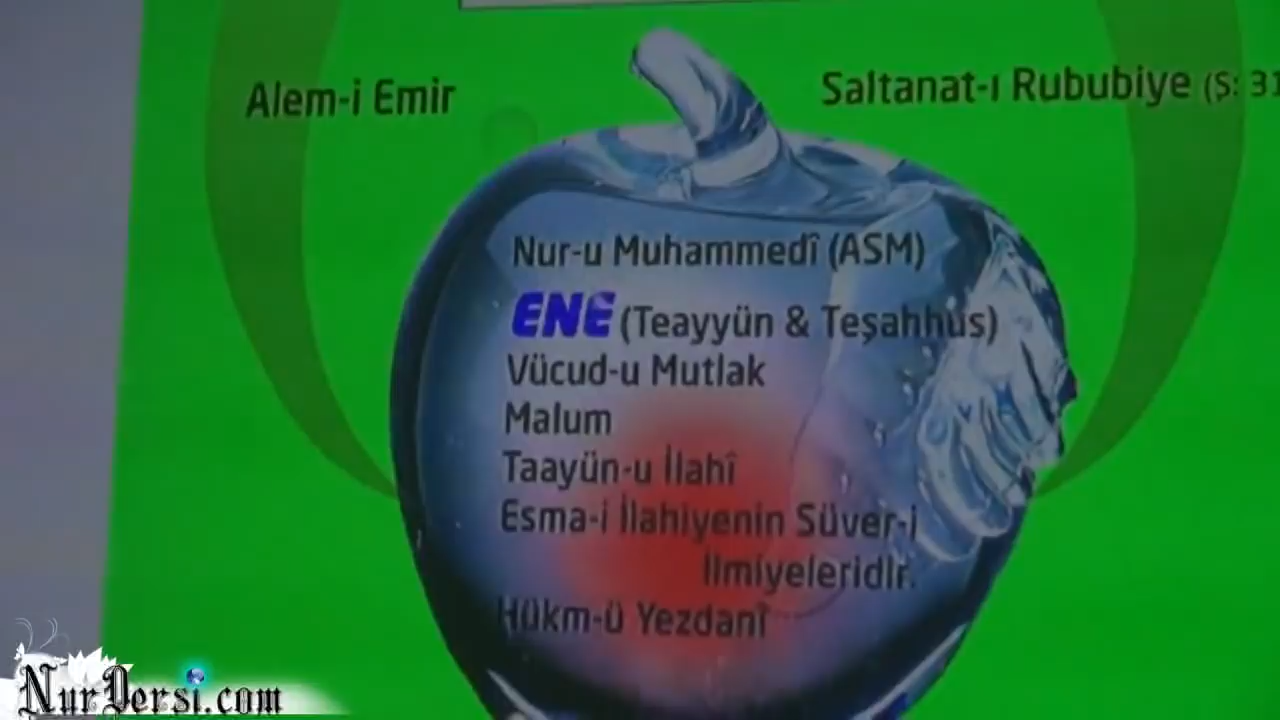 Alem-i Emir
Saltanat-ı Rububiye (Ş: 31
Nur-u Muhammedî (ASM)
ENE (Teayyün & Teşahhus)
Vücud-u Mutlak
Malum
Taayün-u İlahî
Esma-i İlahiyenin Süver-i
İlmiyeleridir.
Hükm-ü Yezdanî
NurDersi.com